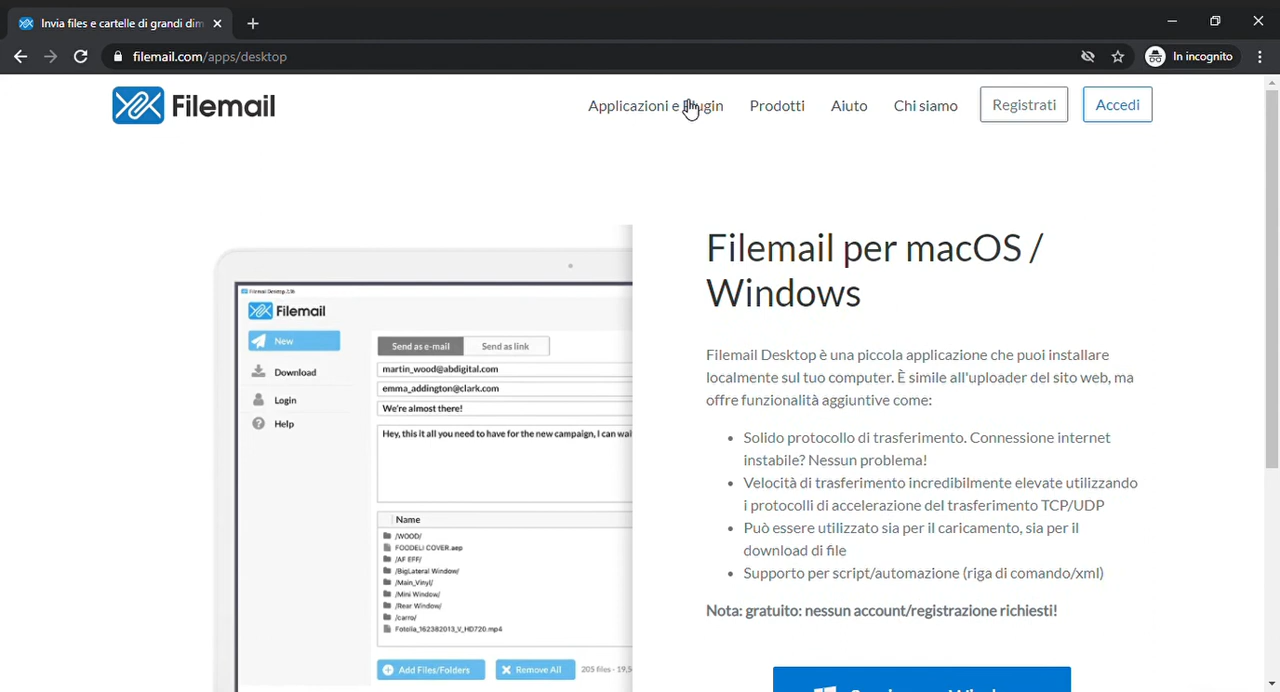 Invia files e cartelle di grandi dim
filemail.com/apps/desktop
In incognito
Filemail
Applicazioni e Plugin
Prodotti
Aiuto
Chi siamo
Registrati
Accedi
Filemail per macOS /
Windows
Filemail Desktop è una piccola applicazione che puoi installare
localmente sul tuo computer. È simile all'uploader del sito web, ma
offre funzionalità aggiuntive come:
• Solido protocollo di trasferimento. Connessione internet
instabile? Nessun problema!
• Velocità di trasferimento incredibilmente elevate utilizzando
i protocolli di accelerazione del trasferimento TCP/UDP
• Può essere utilizzato sia per il caricamento, sia per il
download di file
• Supporto per script/automazione (riga di comando/xml)
Nota: gratuito: nessun account/registrazione richiesti!
Filemail
New
Download
Login
Help
Send as e-mail
Send as link
martin_wood@abdigital.com
emma_addington@clark.com
We're almost there!
Hey, this it all you need to have for the new campaign, I can wai
Name
/WOOD/
FOODELI COVER.aep
/AF EFF/
/BigLateral Window/
/Main_Vinyl/
/Mini Window/
/Rear Window/
/carro/
Fotolia_162382013_V_HD720.mp4
Add Files/Folders
Remove All
205 files - 19.5